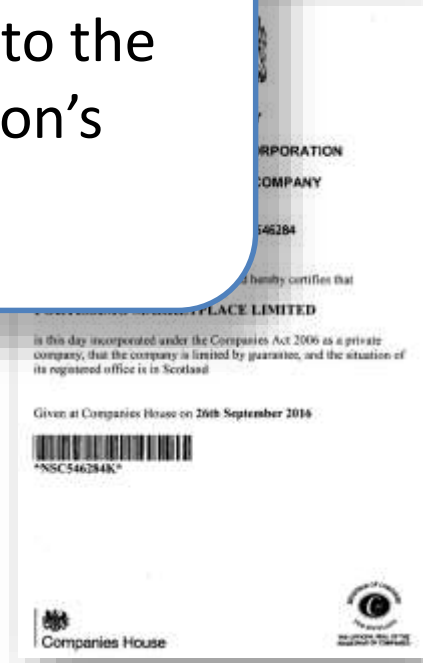 to the
on's
RPORATION
COMPANY
546284
hereby certifies that
PLACE LIMITED
is this day incorporated under the Companies Act 2006 as a private
company, that the company is limited by guarantee, and the situation of
its registered office is in Scotland
Given at Companies House on 26th September 2016
*NSC546284K*
Companies House